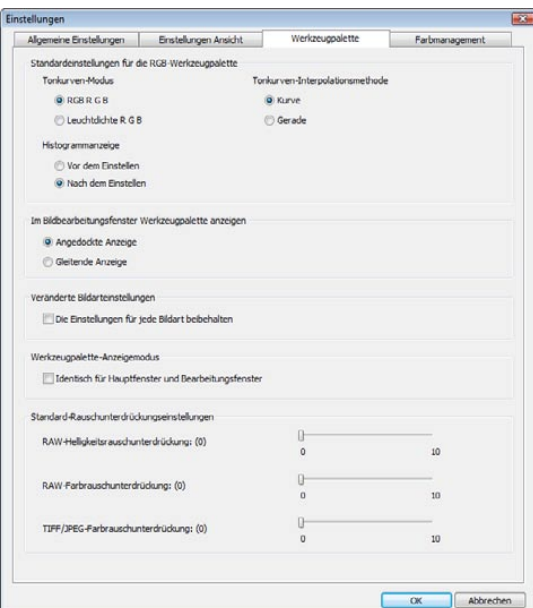 Einstellungen
Allgemeine Einstellungen Einstellungen Ansicht Werkzeugpalette Farbmanagement
Standardeinstellungen für die RGB-Werkzeugpalette
Tonkurven-Modus Tonkurven-Interpolationsmethode
RGB R G B Kurve
Leuchtdichte R G B Gerade
Histogrammanzeige
Vor dem Einstellen
Nach dem Einstellen
Im Bildbearbeitungsfenster Werkzeugpalette anzeigen
Angedockte Anzeige
Gleitende Anzeige
Veränderte Bildarteinstellungen
Die Einstellungen für jede Bildart beibehalten
Werkzeugpalette-Anzeigemodus
Identisch für Hauptfenster und Bearbeitungsfenster
Standard-Rauschunterdrückungseinstellungen
RAW-Helligkeitsrauschunterdrückung: (0)
0 10
RAW-Farbrauschunterdrückung: (0)
0 10
TIFF/JPEG-Farbrauschunterdrückung: (0)
0 10
OK Abbrechen